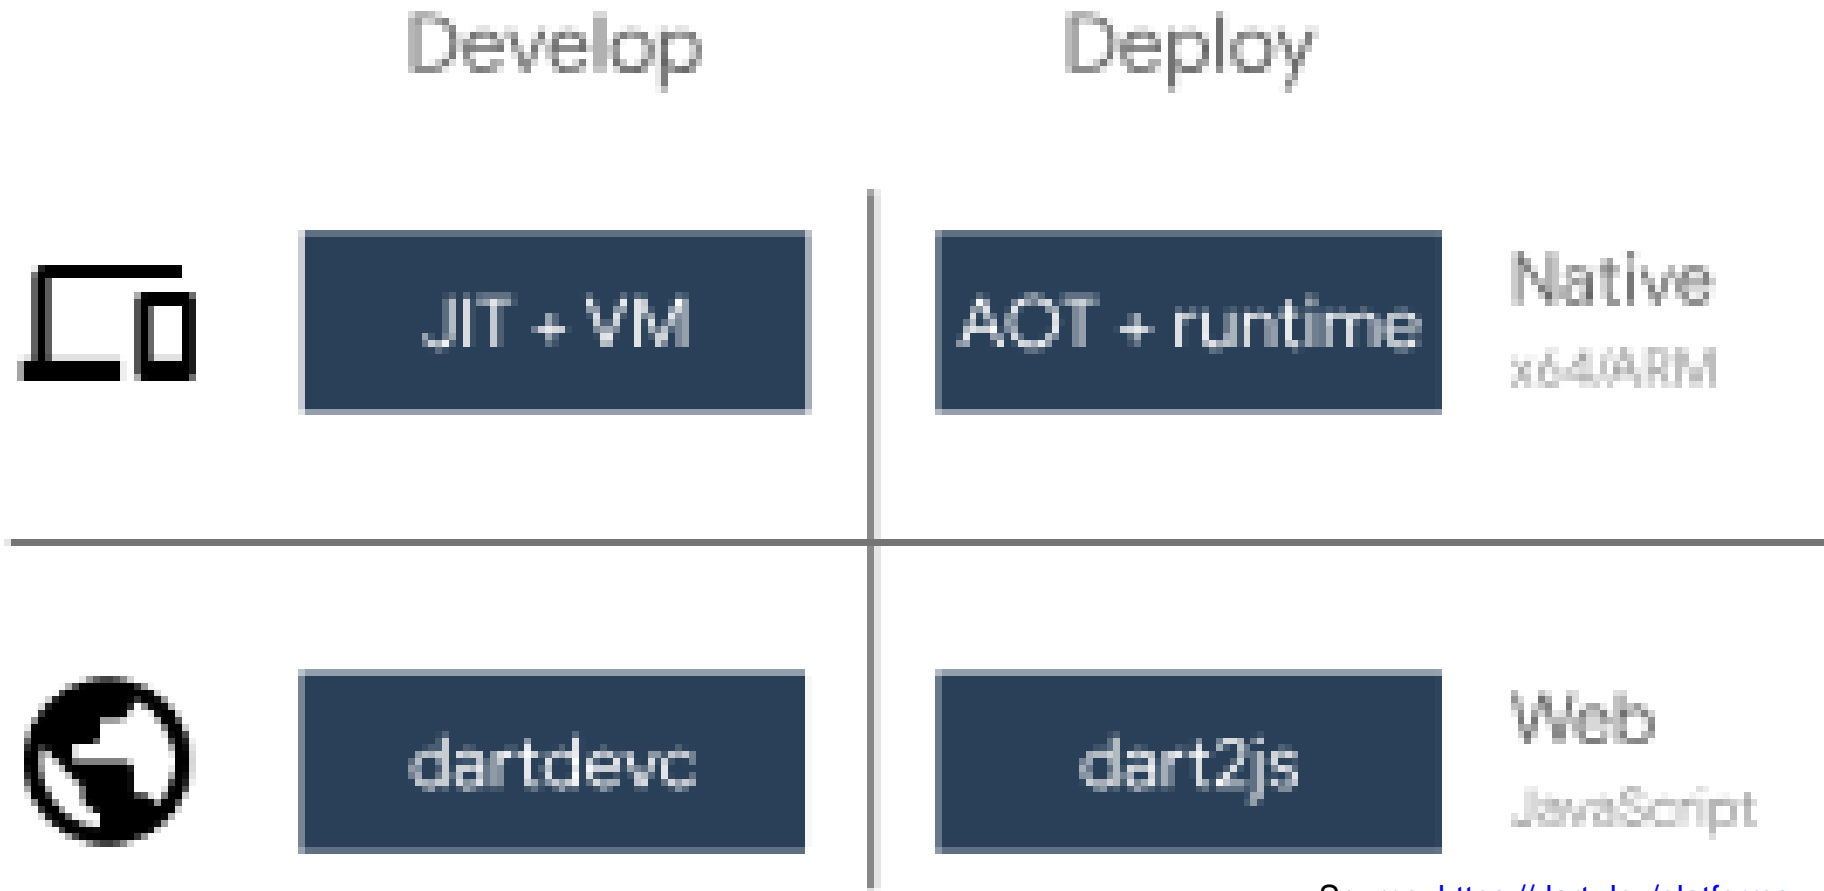 Develop Deploy
JIT + VM AOT + runtime Native
x64/ARM
dartdevc dart2js Web
JavaScript